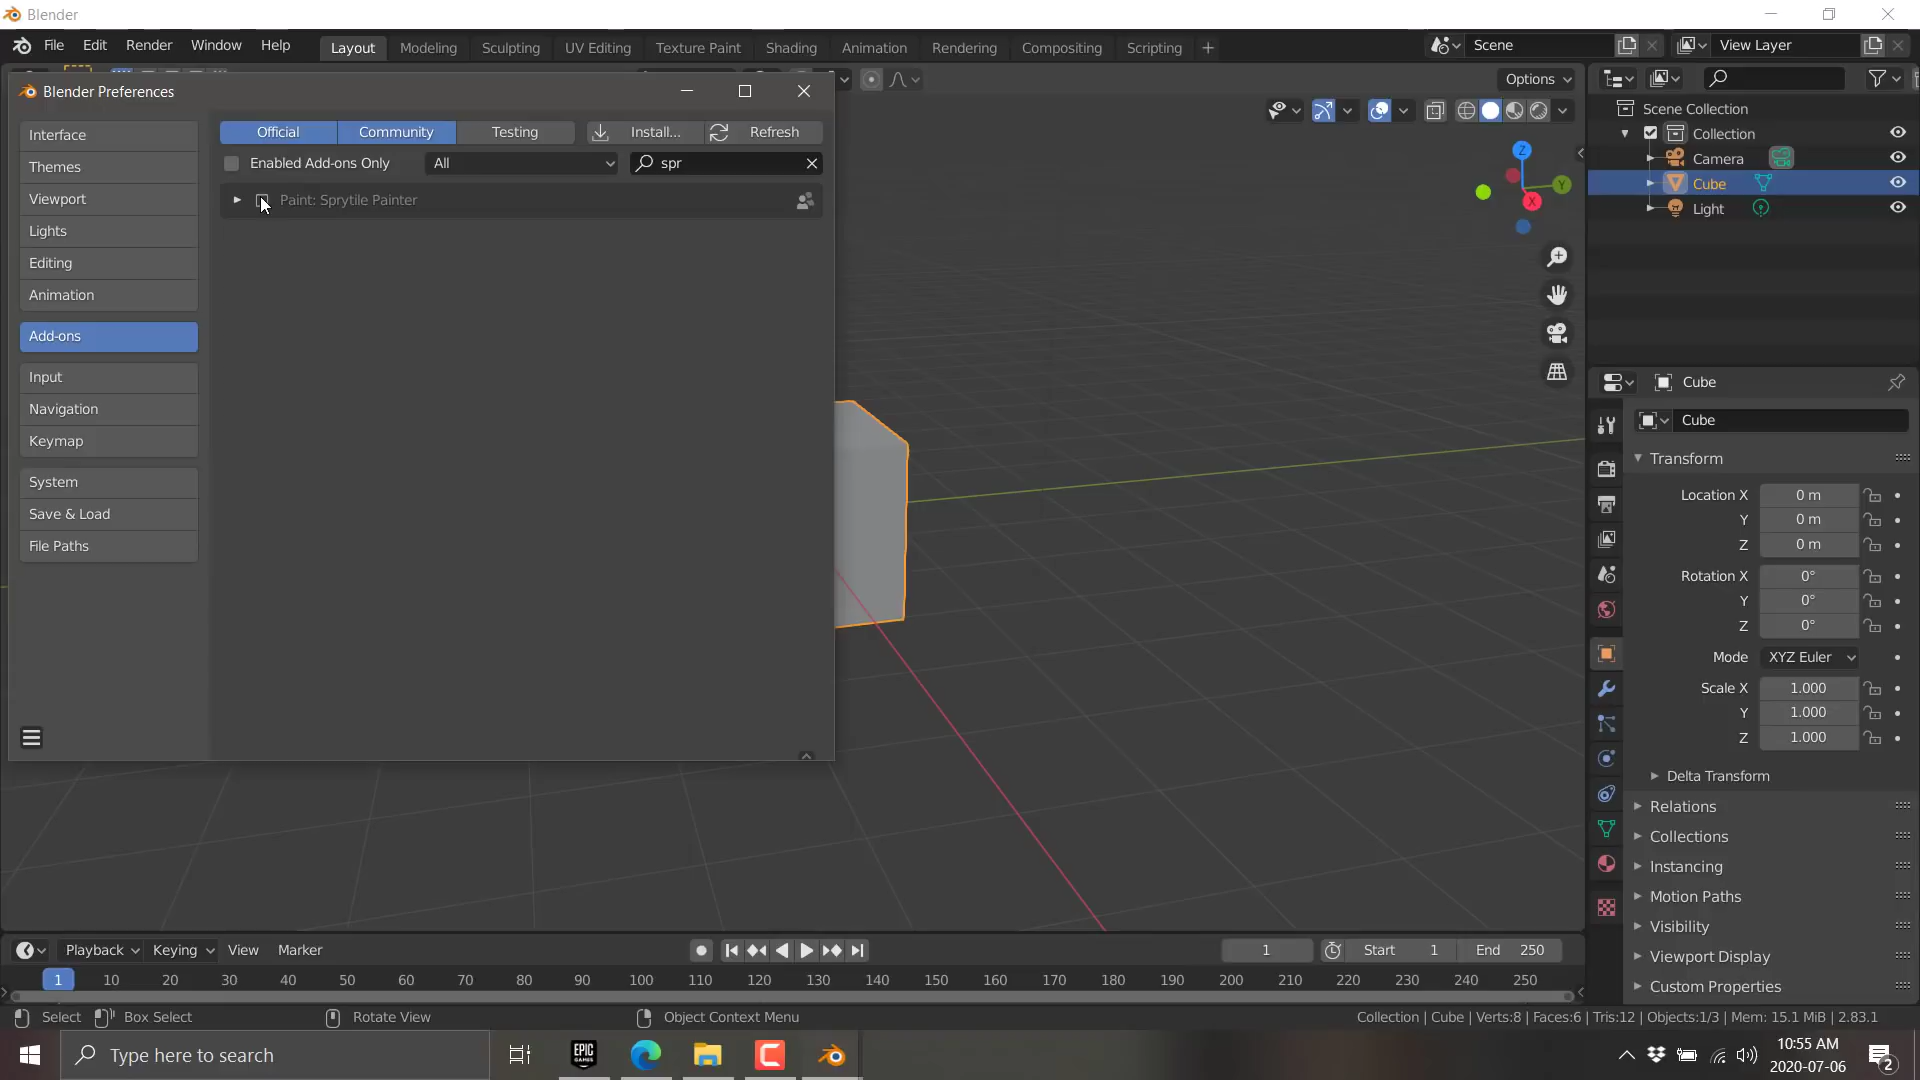 Blender
File Edit Render Window Help
Layout Modeling Sculpting UV Editing Texture Paint Shading Animation Rendering Compositing Scripting +
Scene
View Layer
Options
Blender Preferences
Interface
Themes
Viewport
Lights
Editing
Animation
Add-ons
Input
Navigation
Keymap
System
Save & Load
File Paths
Official Community Testing Install... Refresh
Enabled Add-ons Only All spr
Paint: Sprytile Painter
Z
Y
X
Scene Collection
Collection
Camera
Cube
Light
Cube
Cube
Transform
Location X 0 m
Y 0 m
Z 0 m
Rotation X 0°
Y 0°
Z 0°
Mode XYZ Euler
Scale X 1.000
Y 1.000
Z 1.000
Delta Transform
Relations
Collections
Instancing
Motion Paths
Visibility
Viewport Display
Custom Properties
Playback Keying View Marker
1 Start 1 End 250
1 10 20 30 40 50 60 70 80 90 100 110 120 130 140 150 160 170 180 190 200 210 220 230 240 250
Select Box Select Rotate View Object Context Menu
Collection | Cube | Verts:8 | Faces:6 | Tris:12 | Objects:1/3 | Mem: 15.1 MiB | 2.83.1
Type here to search
EPIC
GAMES
10:55 AM
2020-07-06
2